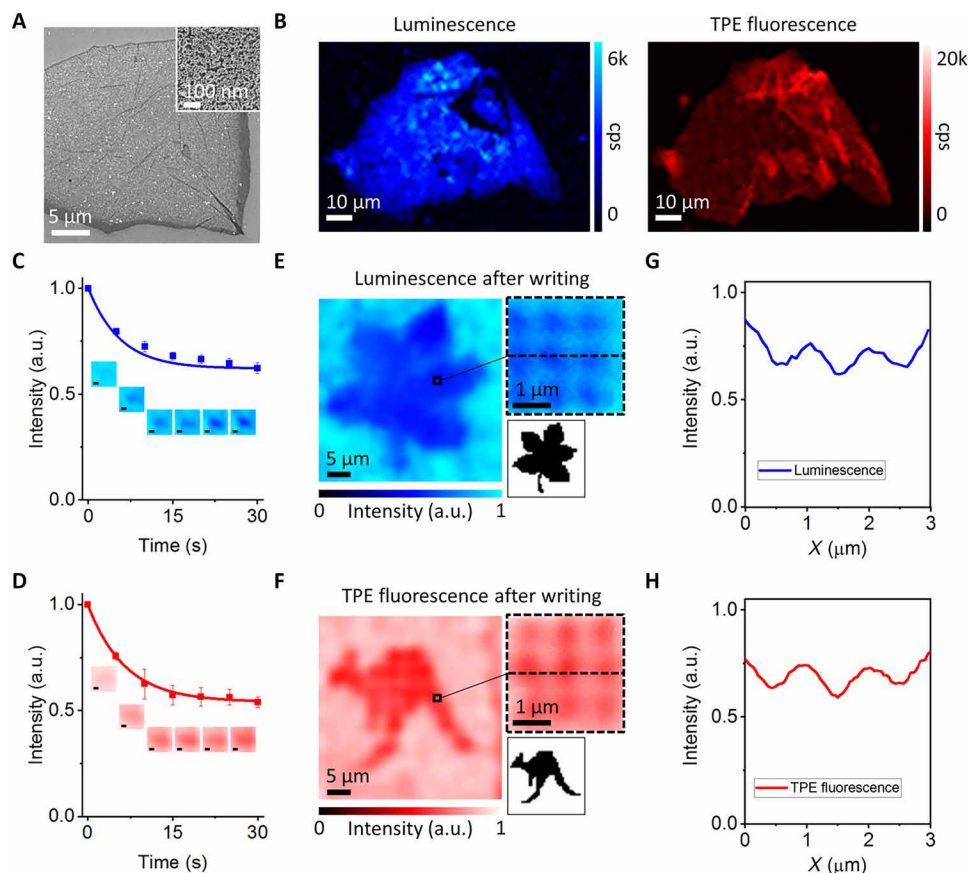 A
100 nm
5 μm
B
Luminescence
10 μm
6k
cps
0
TPE fluorescence
10 μm
20k
cps
0
C
Intensity (a.u.)
1.0
0.5
0.0
0
15
30
Time (s)
D
Intensity (a.u.)
1.0
0.5
0.0
0
15
30
Time (s)
E
Luminescence after writing
5 μm
1 μm
0
Intensity (a.u.)
1
F
TPE fluorescence after writing
5 μm
1 μm
0
Intensity (a.u.)
1
G
Intensity (a.u.)
1.0
0.5
0.0
Luminescence
0
1
2
3
X (μm)
H
Intensity (a.u.)
1.0
0.5
0.0
TPE fluorescence
0
1
2
3
X (μm)